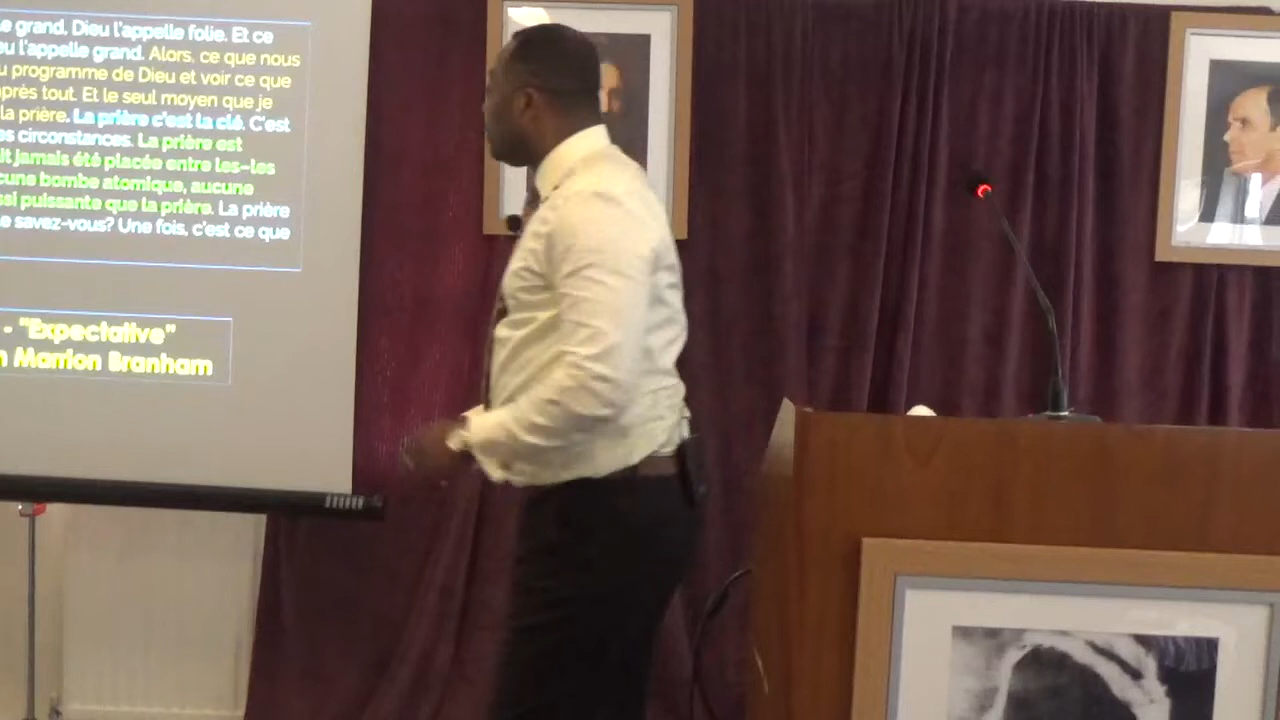 e grand, Dieu l'appelle folie. Et ce
eu l'appelle grand. Alors, ce que nous
u programme de Dieu et voir ce que
après tout. Et le seul moyen que je
la prière. La prière c'est la clé. C'est
es circonstances. La prière est
it jamais été placée entre les-les
cune bombe atomique, aucune
si puissante que la prière. La prière
e savez-vous? Une fois, c'est ce que
- "Expectative"
n Marrion Branham